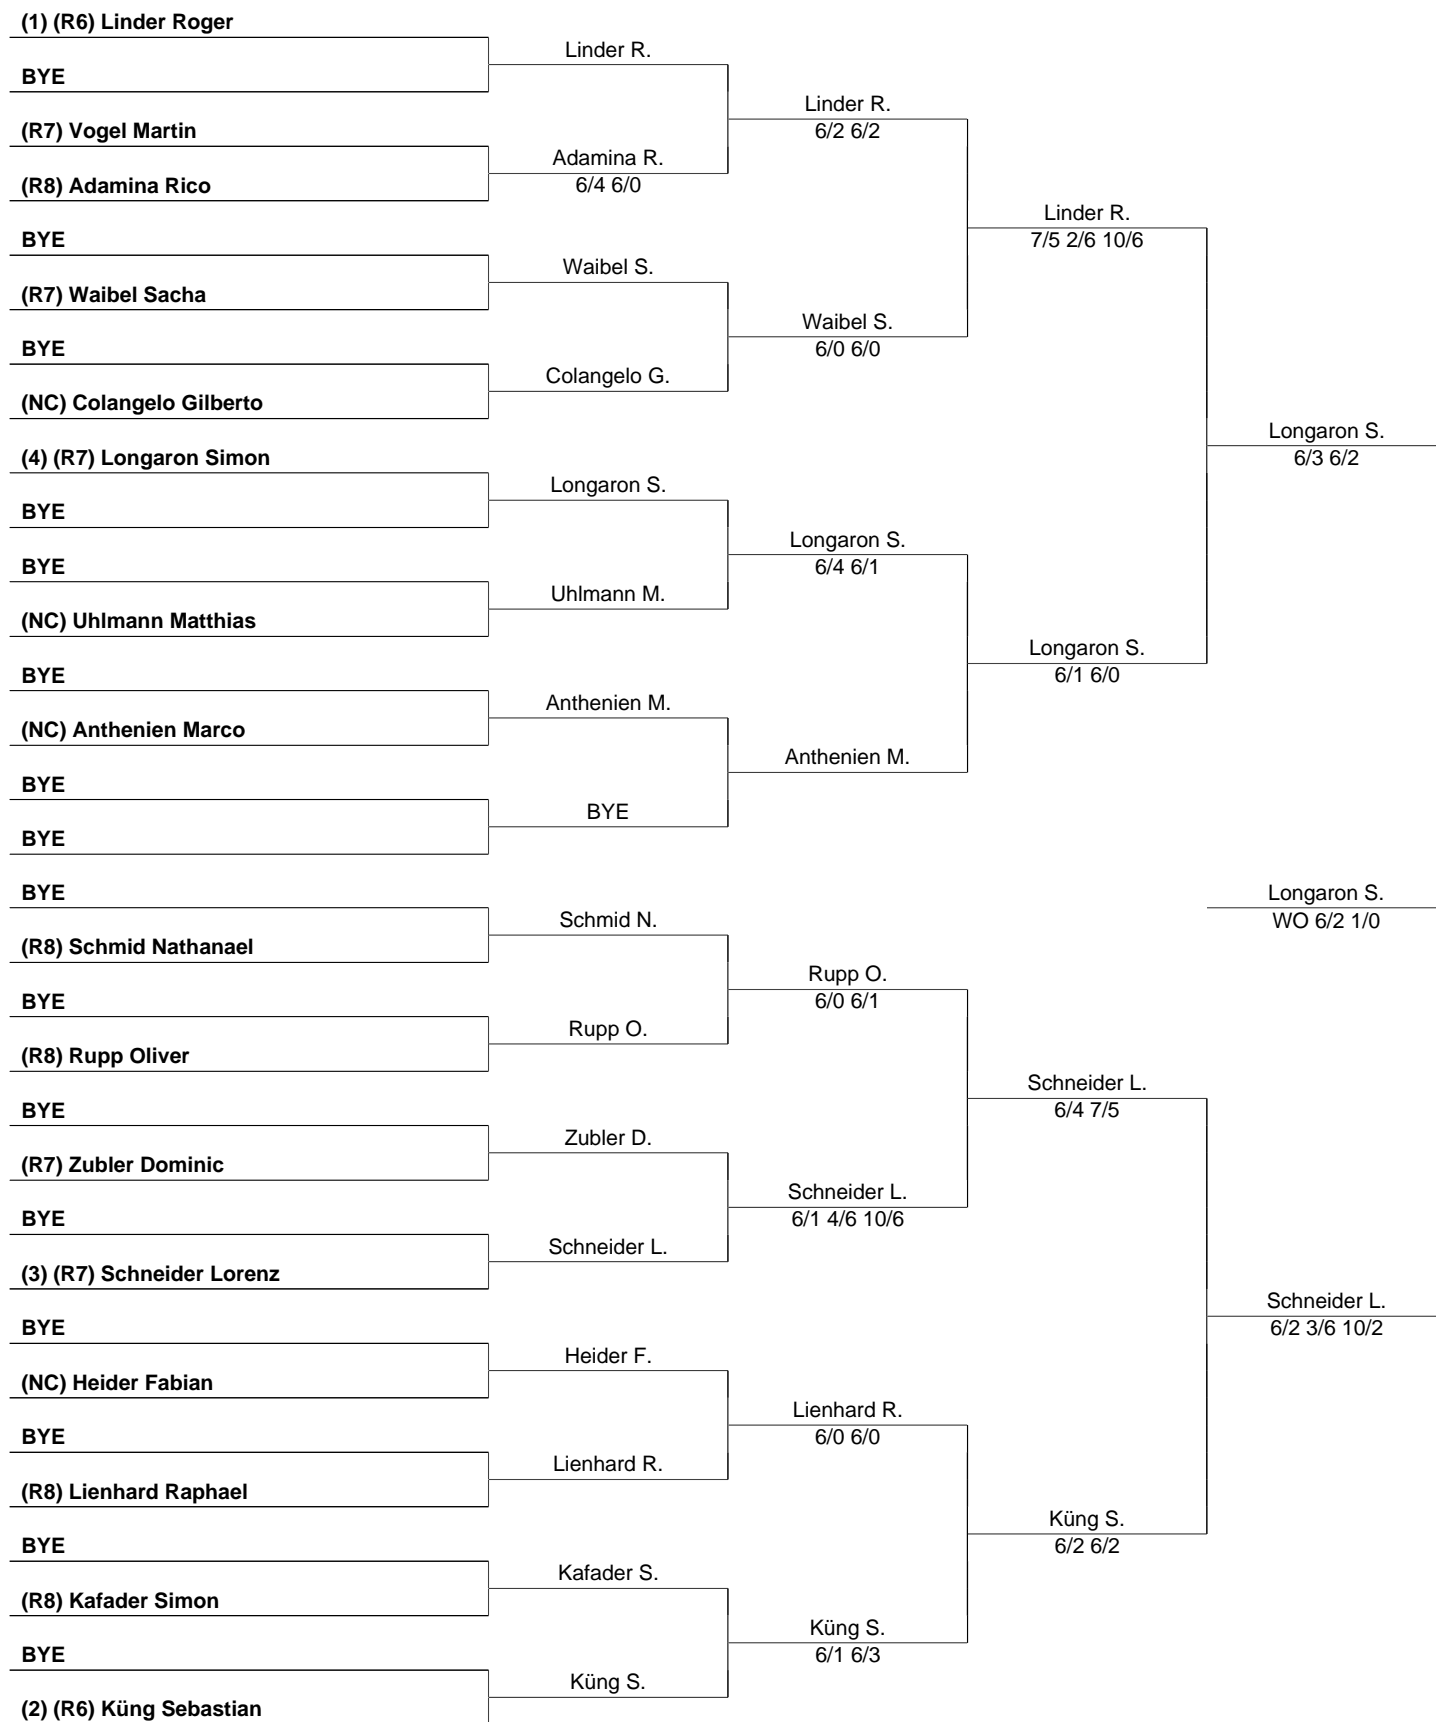 (1) (R6) Linder Roger
BYE
(R7) Vogel Martin
(R8) Adamina Rico
BYE
(R7) Waibel Sacha
BYE
(NC) Colangelo Gilberto
(4) (R7) Longaron Simon
BYE
BYE
(NC) Uhlmann Matthias
BYE
(NC) Anthenien Marco
BYE
BYE
BYE
(R8) Schmid Nathanael
BYE
(R8) Rupp Oliver
BYE
(R7) Zubler Dominic
BYE
(3) (R7) Schneider Lorenz
BYE
(NC) Heider Fabian
BYE
(R8) Lienhard Raphael
BYE
(R8) Kafader Simon
BYE
(2) (R6) Küng Sebastian
Linder R.
Adamina R.
6/4 6/0
Waibel S.
Colangelo G.
Longaron S.
Uhlmann M.
Anthenien M.
BYE
Schmid N.
Rupp O.
Zubler D.
Schneider L.
Heider F.
Lienhard R.
Kafader S.
Küng S.
Linder R.
6/2 6/2
Waibel S.
6/0 6/0
Longaron S.
6/4 6/1
Anthenien M.
Rupp O.
6/0 6/1
Schneider L.
6/1 4/6 10/6
Lienhard R.
6/0 6/0
Küng S.
6/1 6/3
Linder R.
7/5 2/6 10/6
Longaron S.
6/1 6/0
Schneider L.
6/4 7/5
Küng S.
6/2 6/2
Longaron S.
6/3 6/2
Longaron S.
WO 6/2 1/0
Schneider L.
6/2 3/6 10/2